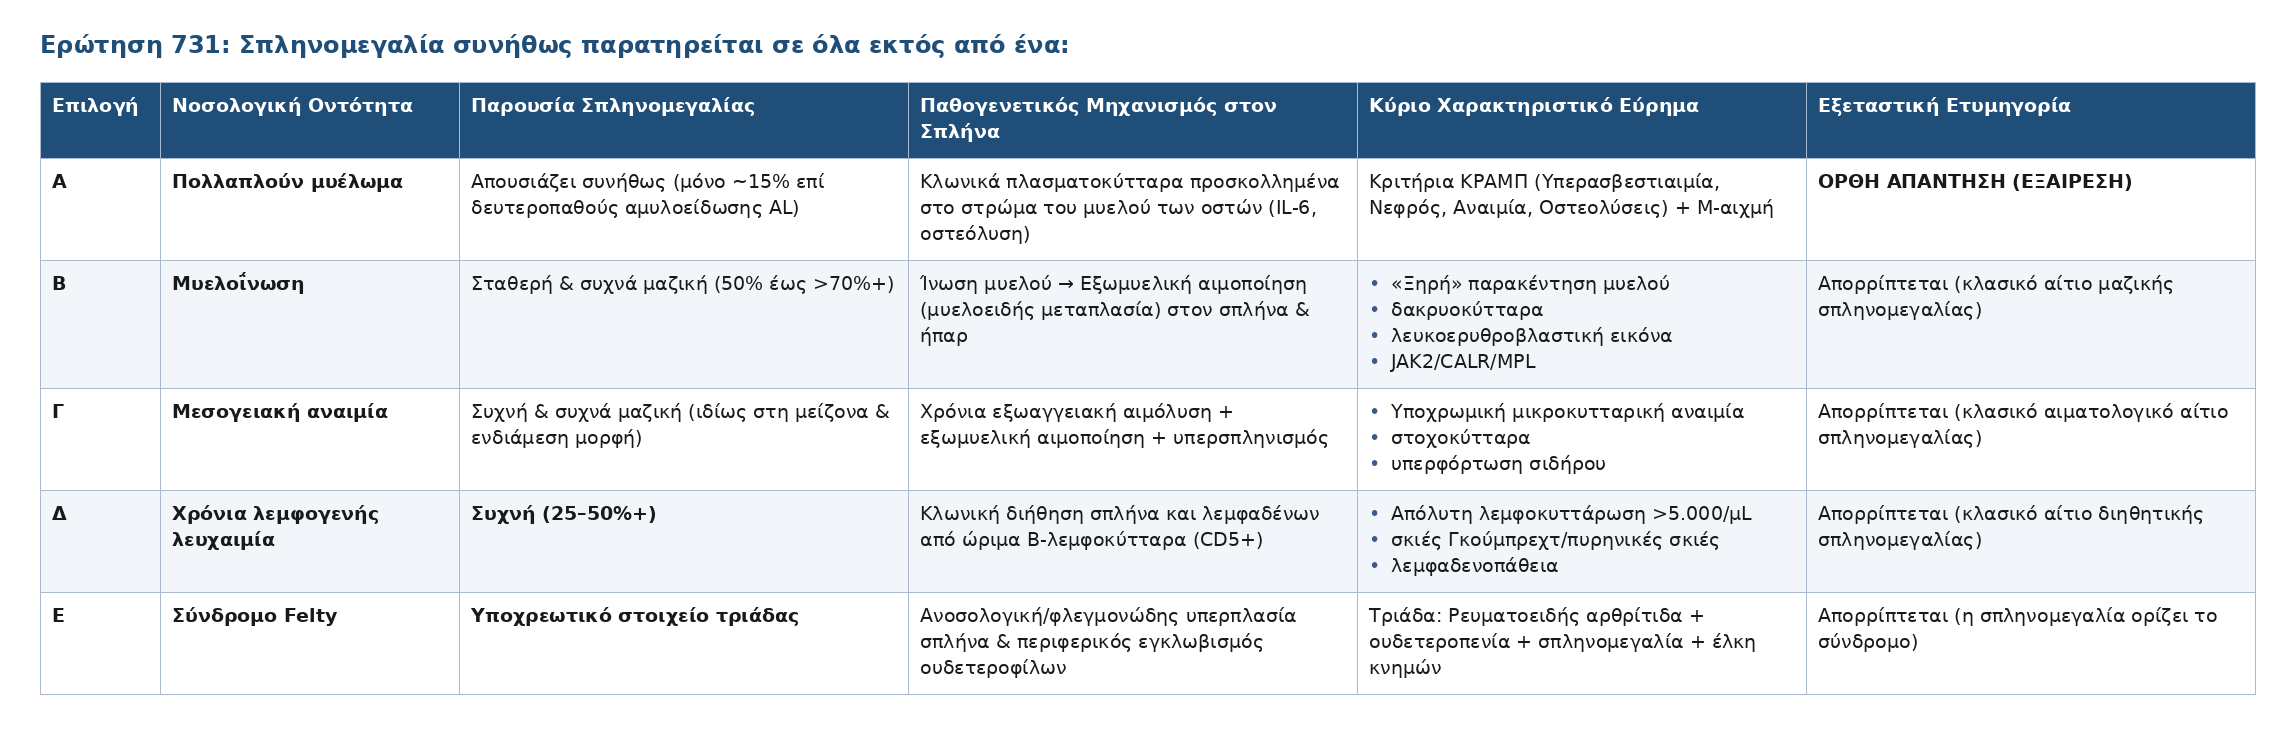 Ερώτηση 731: Σπληνομεγαλία συνήθως παρατηρείται σε όλα εκτός από ένα:
Επιλογή
Νοσολογική Οντότητα
Παρουσία Σπληνομεγαλίας
Παθογενετικός Μηχανισμός στον
Σπλήνα
Κύριο Χαρακτηριστικό Εύρημα
Εξεταστική Ετυμηγορία
Α
Πολλαπλούν μυέλωμα
Απουσιάζει συνήθως (μόνο ~15% επί
δευτεροπαθούς αμυλοείδωσης AL)
Κλωνικά πλασματοκύτταρα προσκολλημένα
στο στρώμα του μυελού των οστών (IL-6,
οστεόλυση)
Κριτήρια ΚΡΑΜΠ (Υπερασβεστιαιμία,
Νεφρός, Αναιμία, Οστεολύσεις) + Μ-αιχμή
ΟΡΘΗ ΑΠΑΝΤΗΣΗ (ΕΞΑΙΡΕΣΗ)
Β
Μυελοΐνωση
Σταθερή & συχνά μαζική (50% έως >70%+)
Ίνωση μυελού → Εξωμυελική αιμοποίηση
(μυελοειδής μεταπλασία) στον σπλήνα &
ήπαρ
• «Ξηρή» παρακέντηση μυελού
• δακρυοκύτταρα
• λευκοερυθροβλαστική εικόνα
• JAK2/CALR/MPL
Απορρίπτεται (κλασικό αίτιο μαζικής
σπληνομεγαλίας)
Γ
Μεσογειακή αναιμία
Συχνή & συχνά μαζική (ιδίως στη μείζονα &
ενδιάμεση μορφή)
Χρόνια εξωαγγειακή αιμόλυση +
εξωμυελική αιμοποίηση + υπερσπληνισμός
• Υποχρωμική μικροκυτταρική αναιμία
• στοχοκύτταρα
• υπερφόρτωση σιδήρου
Απορρίπτεται (κλασικό αιματολογικό αίτιο
σπληνομεγαλίας)
Δ
Χρόνια λεμφογενής
λευχαιμία
Συχνή (25–50%+)
Κλωνική διήθηση σπλήνα και λεμφαδένων
από ώριμα Β-λεμφοκύτταρα (CD5+)
• Απόλυτη λεμφοκυττάρωση >5.000/μL
• σκιές Γκούμπρεχτ/πυρηνικές σκιές
• λεμφαδενοπάθεια
Απορρίπτεται (κλασικό αίτιο διηθητικής
σπληνομεγαλίας)
Ε
Σύνδρομο Felty
Υποχρεωτικό στοιχείο τριάδας
Ανοσολογική/φλεγμονώδης υπερπλασία
σπλήνα & περιφερικός εγκλωβισμός
ουδετεροφίλων
Τριάδα: Ρευματοειδής αρθρίτιδα +
ουδετεροπενία + σπληνομεγαλία + έλκη
κνημών
Απορρίπτεται (η σπληνομεγαλία ορίζει το
σύνδρομο)